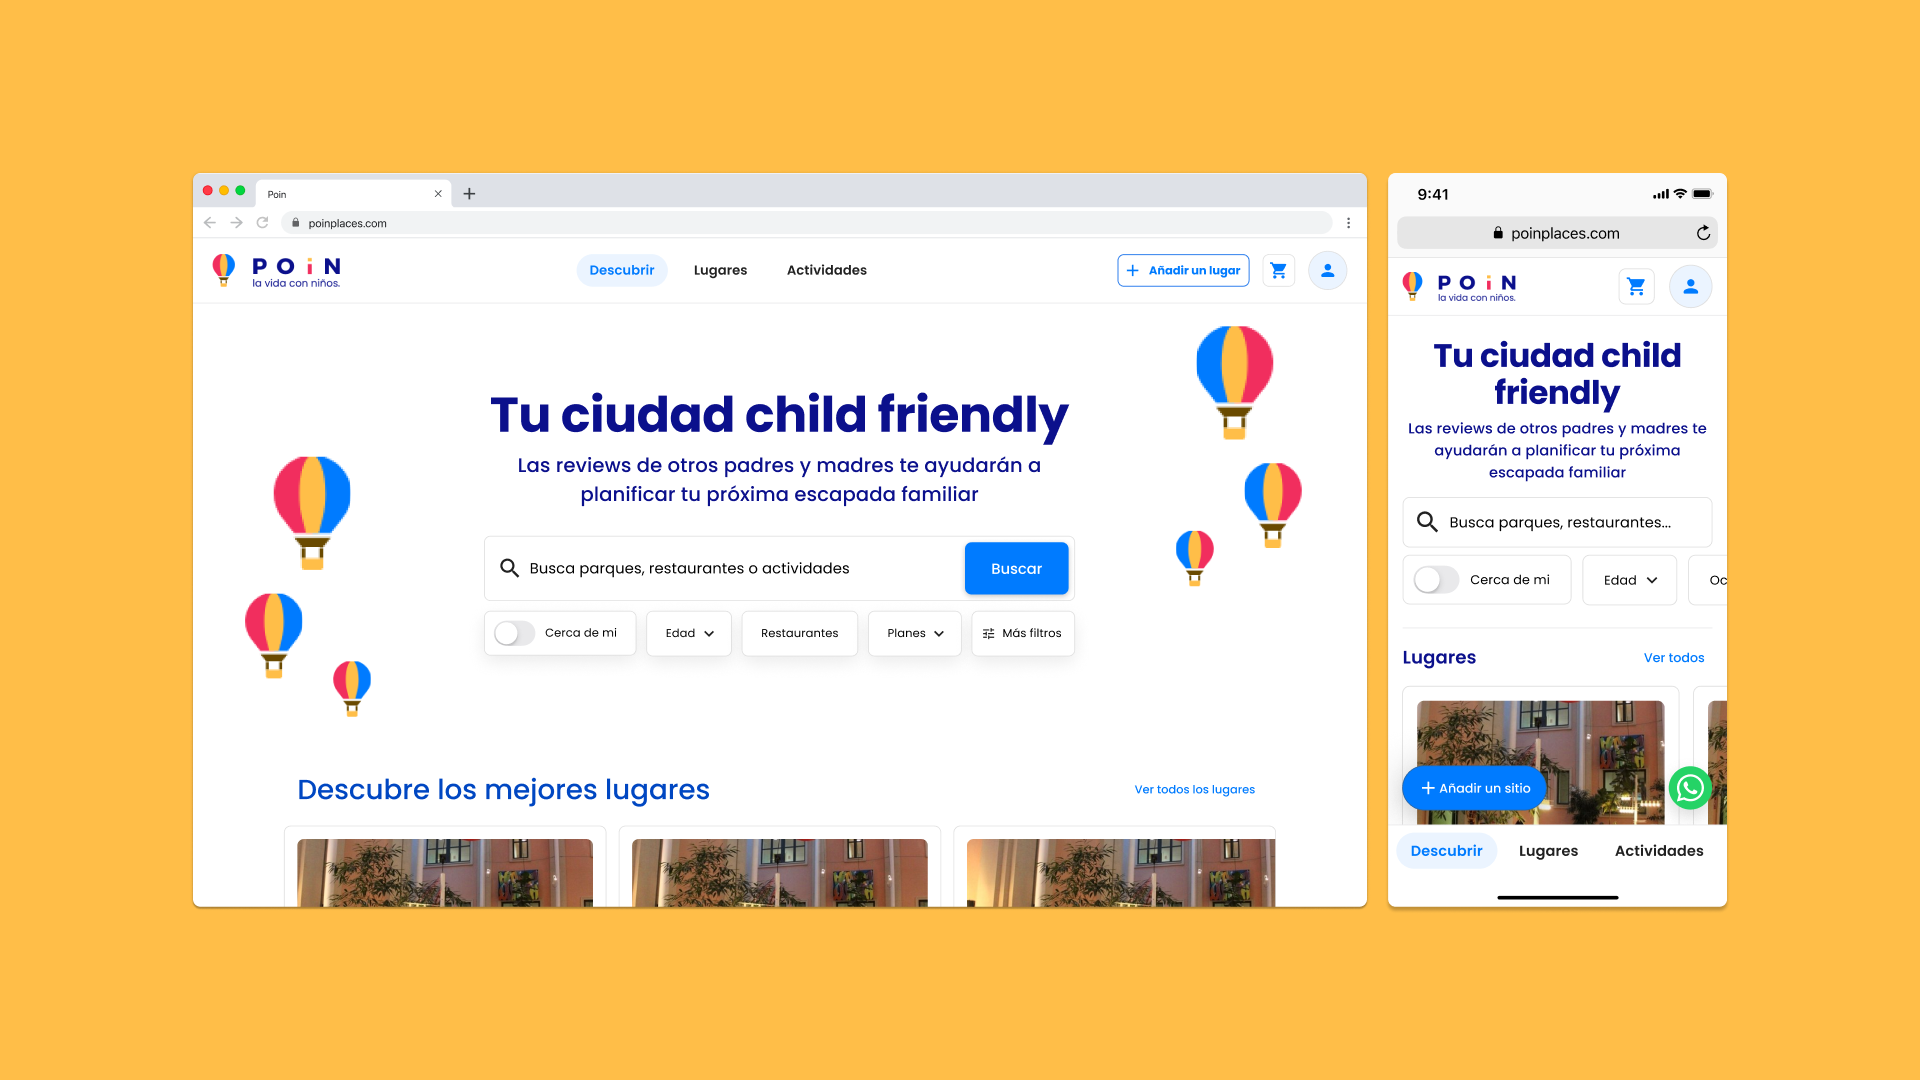 Poin
poinplaces.com
POiN
la vida con niños.
Descubrir
Lugares
Actividades
Añadir un lugar
Tu ciudad child friendly
Las reviews de otros padres y madres te ayudarán a
planificar tu próxima escapada familiar
Busca parques, restaurantes o actividades
Buscar
Cerca de mi
Edad
Restaurantes
Planes
Más filtros
Descubre los mejores lugares
Ver todos los lugares
9:41
poinplaces.com
POiN
la vida con niños.
Tu ciudad child
friendly
Las reviews de otros padres y madres te
ayudarán a planificar tu próxima
escapada familiar
Busca parques, restaurantes...
Cerca de mi
Edad
Oc
Lugares
Ver todos
Añadir un sitio
Descubrir
Lugares
Actividades